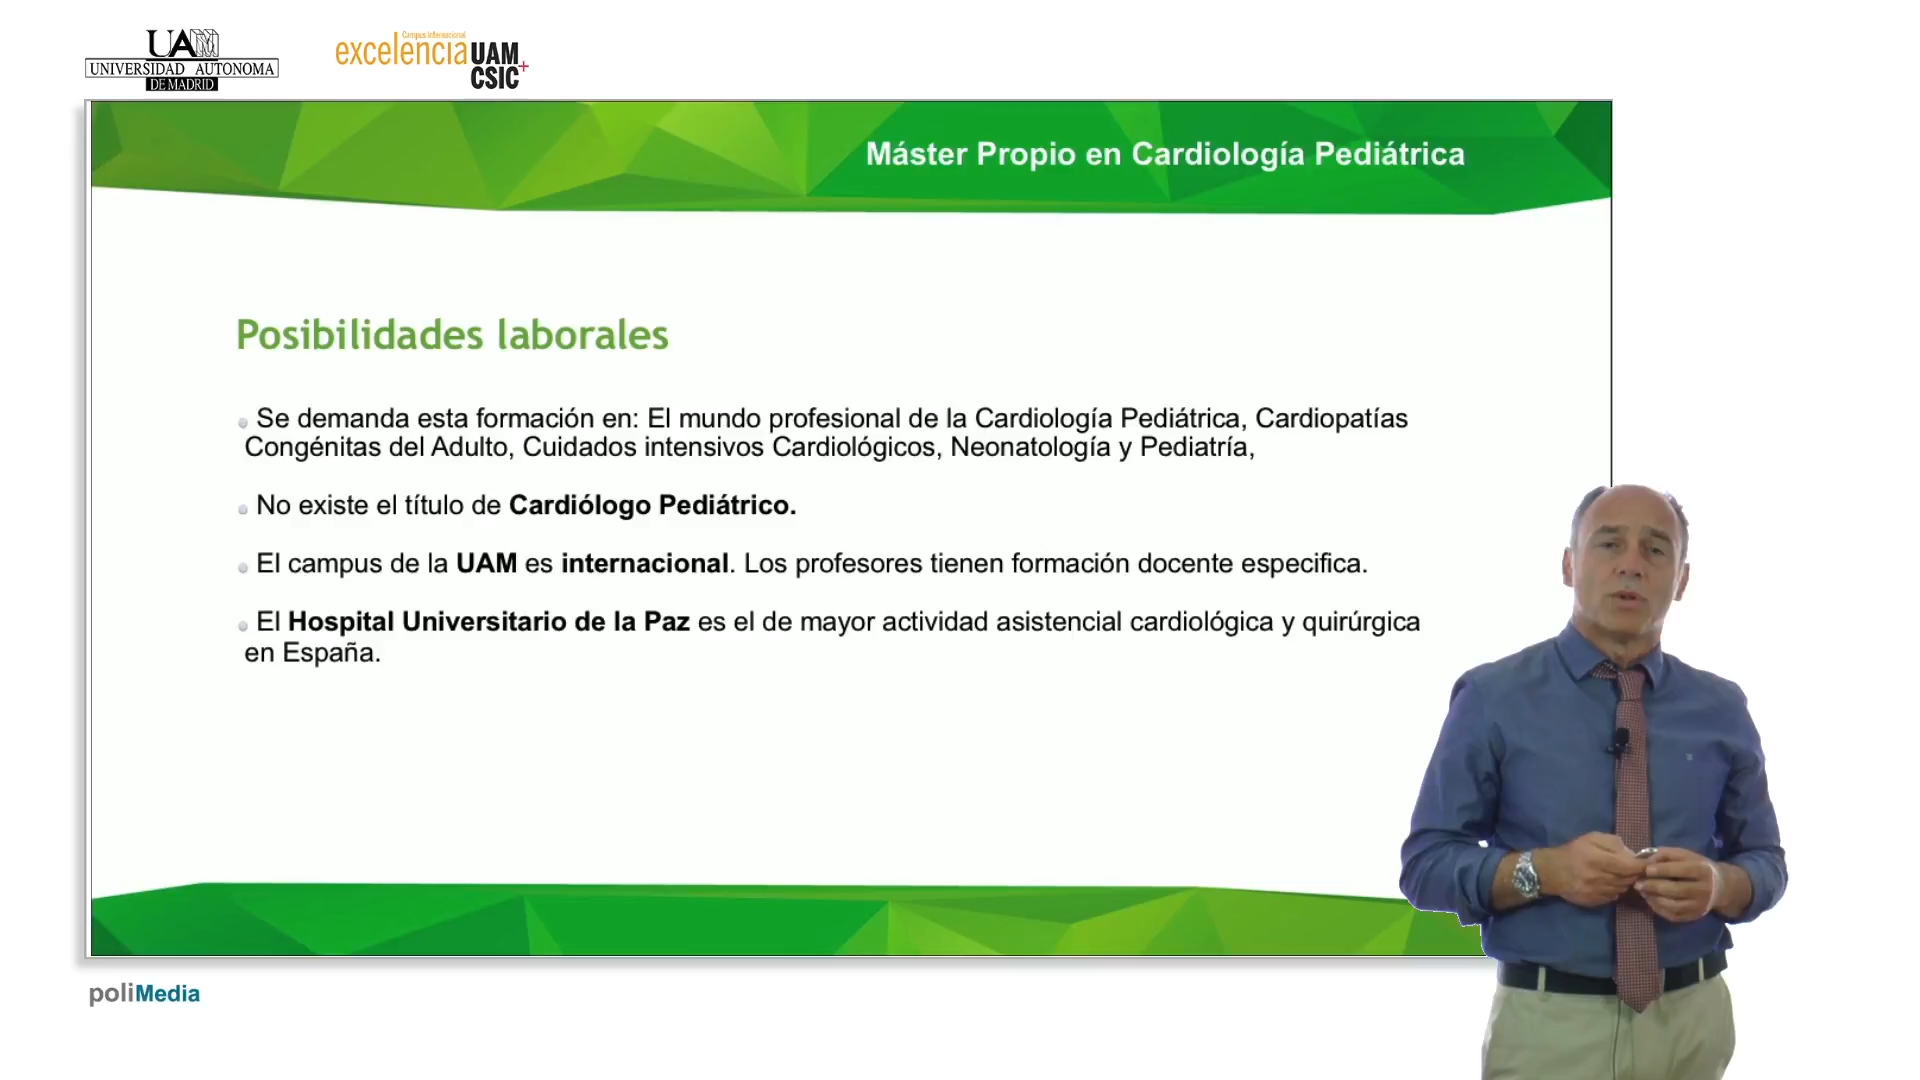 UAM
UNIVERSIDAD AUTONOMA
DE MADRID
Campus Internacional
excelencia UAM
CSIC+
Máster Propio en Cardiología Pediátrica
Posibilidades laborales
Se demanda esta formación en: El mundo profesional de la Cardiología Pediátrica, Cardiopatías
Congénitas del Adulto, Cuidados intensivos Cardiológicos, Neonatología y Pediatría,
No existe el título de Cardiólogo Pediátrico.
El campus de la UAM es internacional. Los profesores tienen formación docente especifica.
El Hospital Universitario de la Paz es el de mayor actividad asistencial cardiológica y quirúrgica
en España.
poliMedia